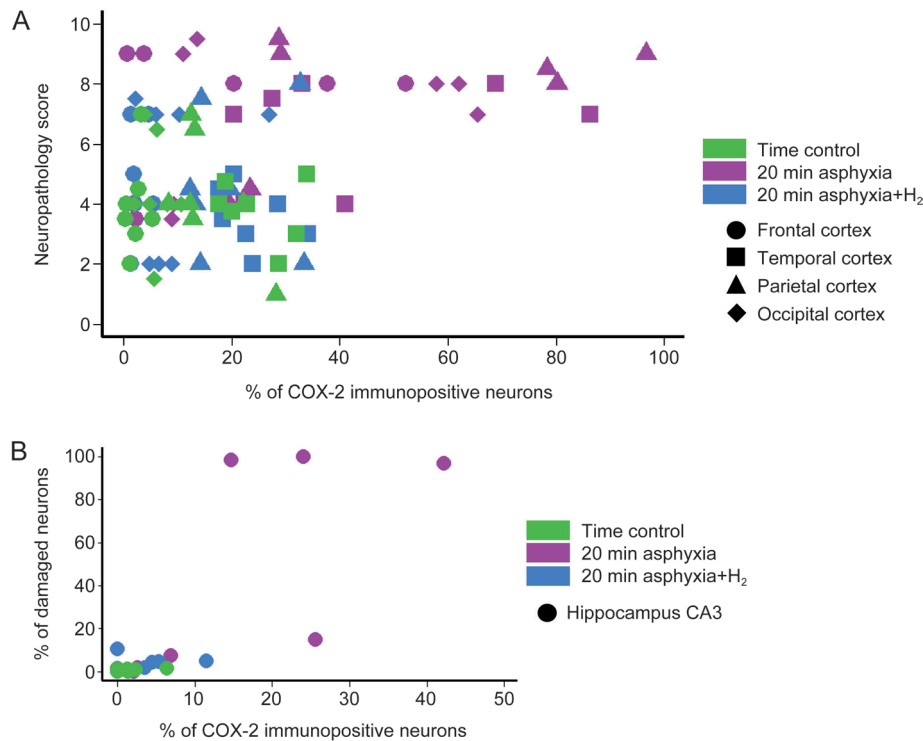 A
10
8
6
4
2
0
Neuropathology score
0 20 40 60 80 100
% of COX-2 immunopositive neurons
Time control
20 min asphyxia
20 min asphyxia+H₂
Frontal cortex
Temporal cortex
Parietal cortex
Occipital cortex
B
100
80
60
40
20
0
% of damaged neurons
0 10 20 30 40 50
% of COX-2 immunopositive neurons
Time control
20 min asphyxia
20 min asphyxia+H₂
Hippocampus CA3